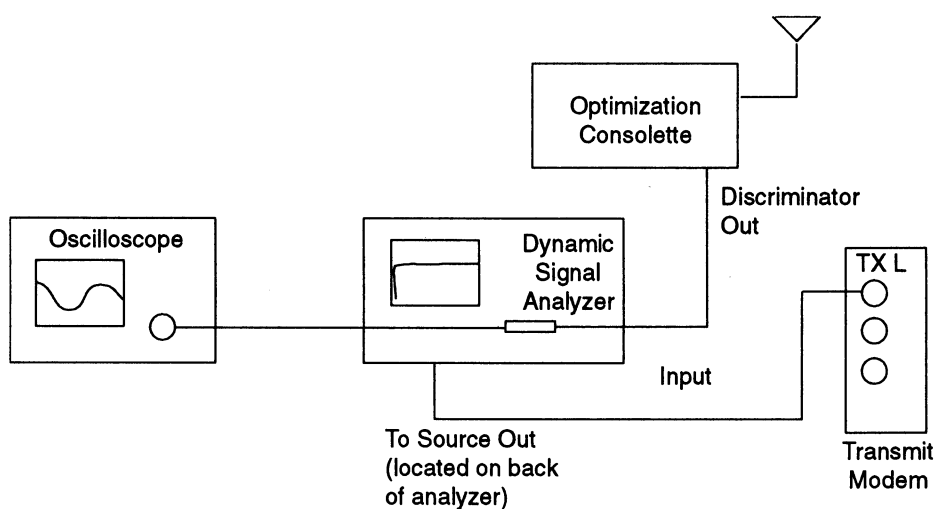 Optimization
Consolette
Discriminator
Out
Oscilloscope
Dynamic
Signal
Analyzer
TX L
Input
To Source Out
(located on back
of analyzer)
Transmit
Modem